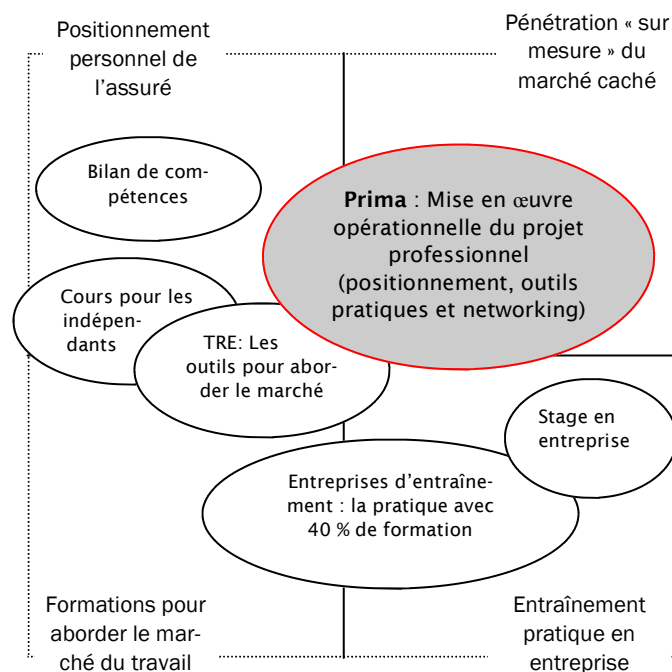 Positionnement
personnel de
l’assuré
Pénétration « sur
mesure » du
marché caché
Bilan de com-
pétences
Prima : Mise en œuvre
opérationnelle du projet
professionnel
(positionnement, outils
pratiques et networking)
Cours pour les
indépen-
dants
TRE: Les
outils pour abor-
der le marché
Stage en
entreprise
Entreprises d’entraîne-
ment : la pratique avec
40 % de formation
Formations pour
aborder le mar-
ché du travail
Entraînement
pratique en
entreprise